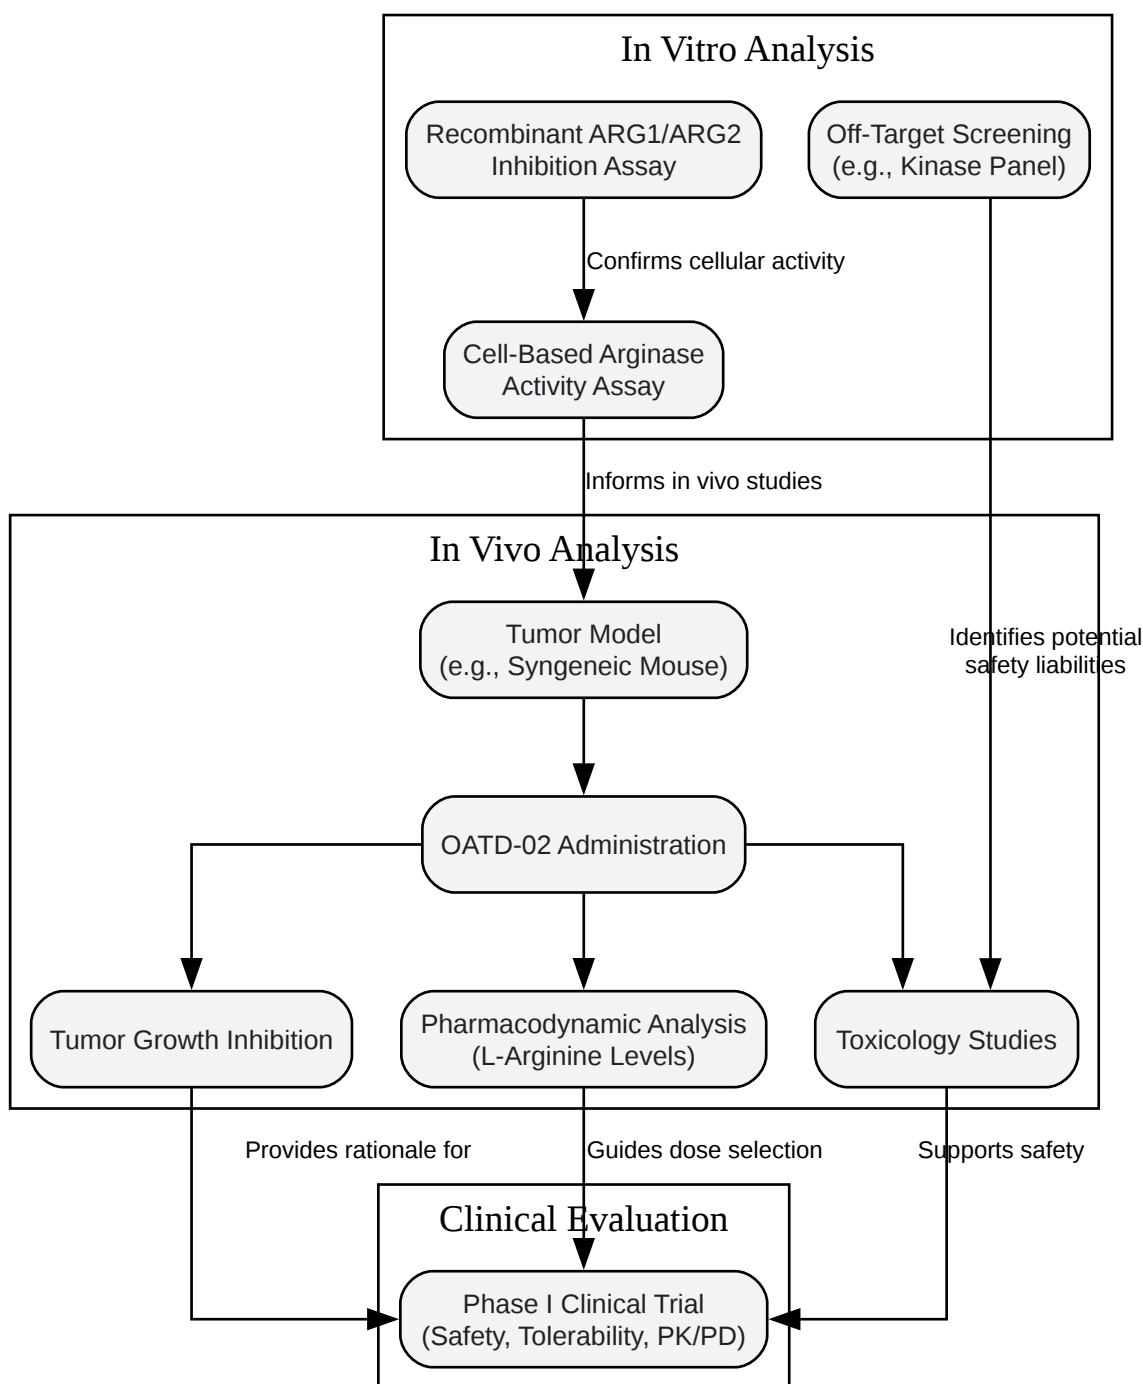 In Vitro Analysis
Recombinant ARG1/ARG2
Inhibition Assay
Off-Target Screening
(e.g., Kinase Panel)
Confirms cellular activity
Cell-Based Arginase
Activity Assay
Informs in vivo studies
In Vivo Analysis
Tumor Model
(e.g., Syngeneic Mouse)
Identifies potential
safety liabilities
OATD-02 Administration
Tumor Growth Inhibition
Pharmacodynamic Analysis
(L-Arginine Levels)
Toxicology Studies
Provides rationale for
Guides dose selection
Supports safety
Clinical Evaluation
Phase I Clinical Trial
(Safety, Tolerability, PK/PD)